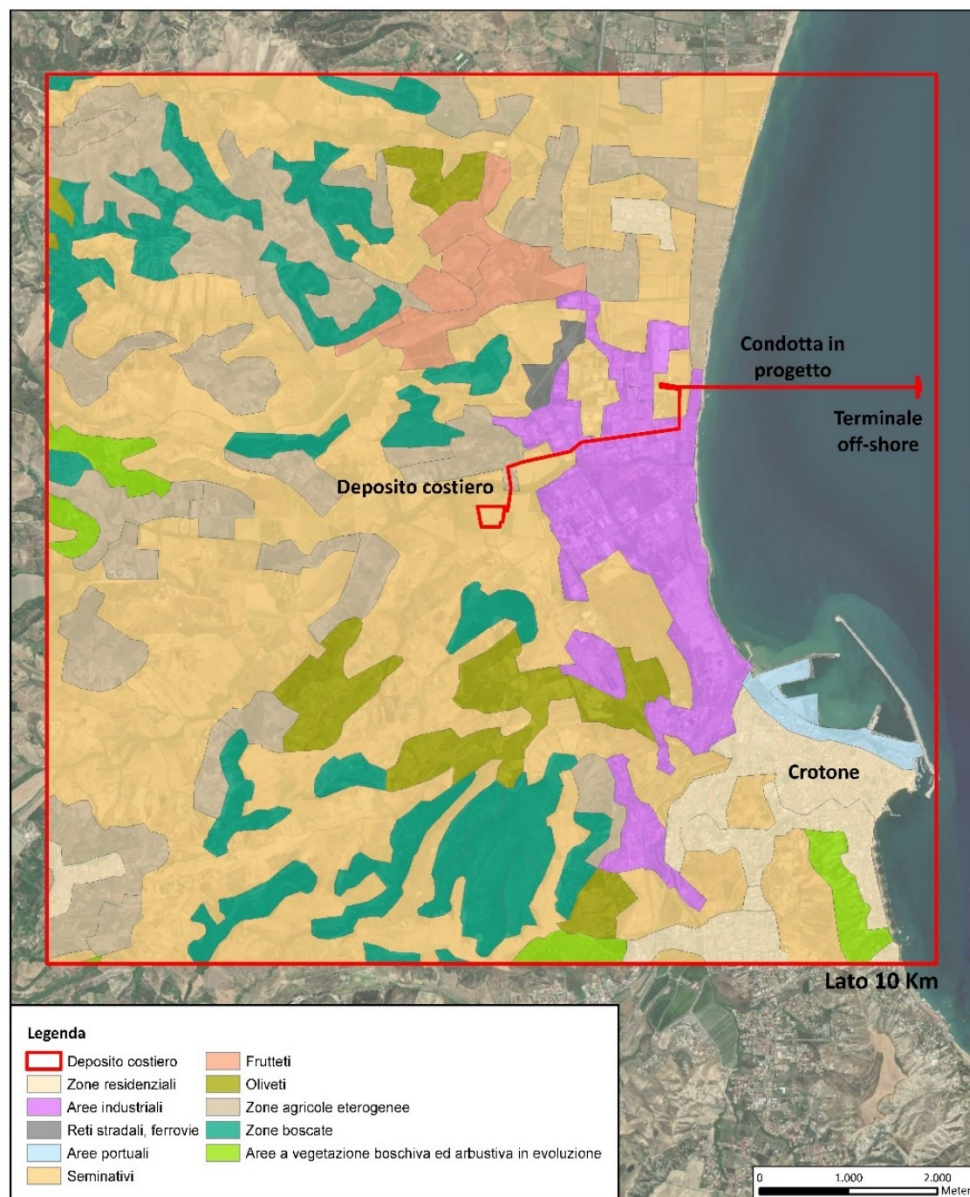 Condotta in
progetto
Terminale
off-shore
Deposito costiero
Crotone
Lato 10 Km
Legenda
Deposito costiero
Zone residenziali
Aree industriali
Reti stradali, ferrovie
Aree portuali
Seminativi
Frutteti
Oliveti
Zone agricole eterogenee
Zone boscate
Aree a vegetazione boschiva ed arbustiva in evoluzione
0 1.000 2.000
Meter